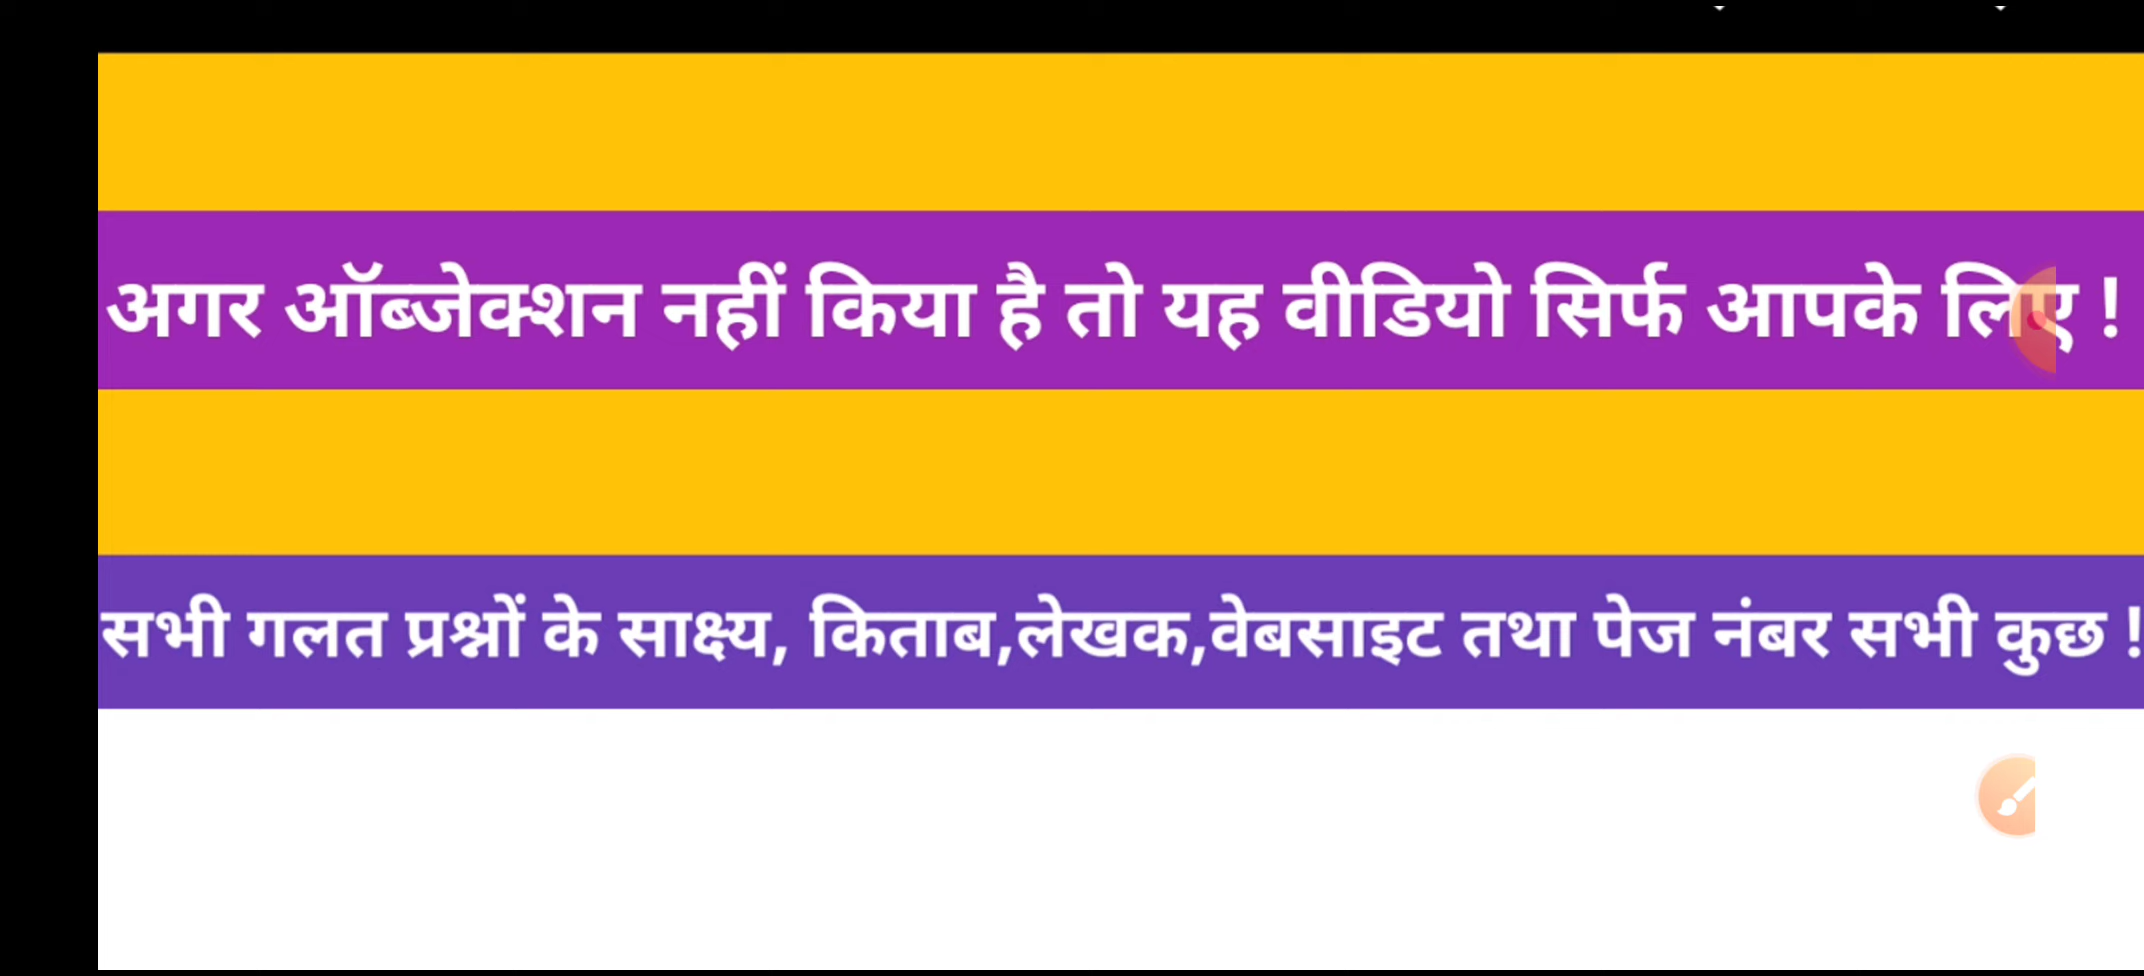 अगर ऑब्जेक्शन नहीं किया है तो यह वीडियो सिर्फ आपके लिए !
सभी गलत प्रश्नों के साक्ष्य, किताब,लेखक,वेबसाइट तथा पेज नंबर सभी कुछ !